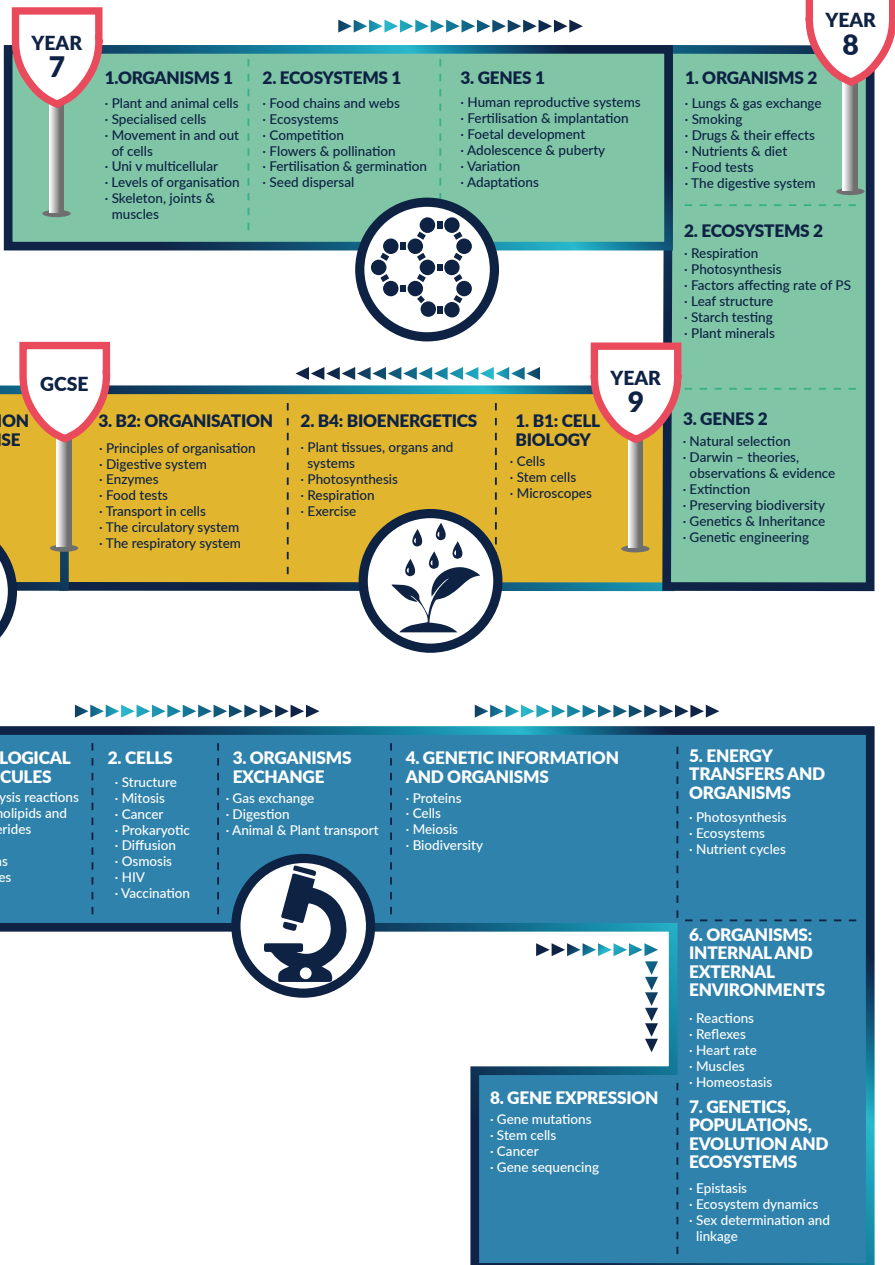 YEAR
7
YEAR
8
1.ORGANISMS 1
· Plant and animal cells
· Specialised cells
· Movement in and out
of cells
· Uni v multicellular
· Levels of organisation
· Skeleton, joints &
muscles
2. ECOSYSTEMS 1
· Food chains and webs
· Ecosystems
· Competition
· Flowers & pollination
· Fertilisation & germination
· Seed dispersal
3. GENES 1
· Human reproductive systems
· Fertilisation & implantation
· Foetal development
· Adolescence & puberty
· Variation
· Adaptations
1. ORGANISMS 2
· Lungs & gas exchange
· Smoking
· Drugs & their effects
· Nutrients & diet
· Food tests
· The digestive system
2. ECOSYSTEMS 2
· Respiration
· Photosynthesis
· Factors affecting rate of PS
· Leaf structure
· Starch testing
· Plant minerals
3. GENES 2
· Natural selection
· Darwin – theories,
observations & evidence
· Extinction
· Preserving biodiversity
· Genetics & Inheritance
· Genetic engineering
YEAR
9
1. B1: CELL
BIOLOGY
· Cells
· Stem cells
· Microscopes
2. B4: BIOENERGETICS
· Plant tissues, organs and
systems
· Photosynthesis
· Respiration
· Exercise
GCSE
3. B2: ORGANISATION
· Principles of organisation
· Digestive system
· Enzymes
· Food tests
· Transport in cells
· The circulatory system
· The respiratory system
ION
SE
LOGICAL
CULES
ysis reactions
olipids and
erides
s
es
2. CELLS
· Structure
· Mitosis
· Cancer
· Prokaryotic
· Diffusion
· Osmosis
· HIV
· Vaccination
3. ORGANISMS
EXCHANGE
· Gas exchange
· Digestion
· Animal & Plant transport
4. GENETIC INFORMATION
AND ORGANISMS
· Proteins
· Cells
· Meiosis
· Biodiversity
5. ENERGY
TRANSFERS AND
ORGANISMS
· Photosynthesis
· Ecosystems
· Nutrient cycles
6. ORGANISMS:
INTERNAL AND
EXTERNAL
ENVIRONMENTS
· Reactions
· Reflexes
· Heart rate
· Muscles
· Homeostasis
7. GENETICS,
POPULATIONS,
EVOLUTION AND
ECOSYSTEMS
· Epistasis
· Ecosystem dynamics
· Sex determination and
linkage
8. GENE EXPRESSION
· Gene mutations
· Stem cells
· Cancer
· Gene sequencing